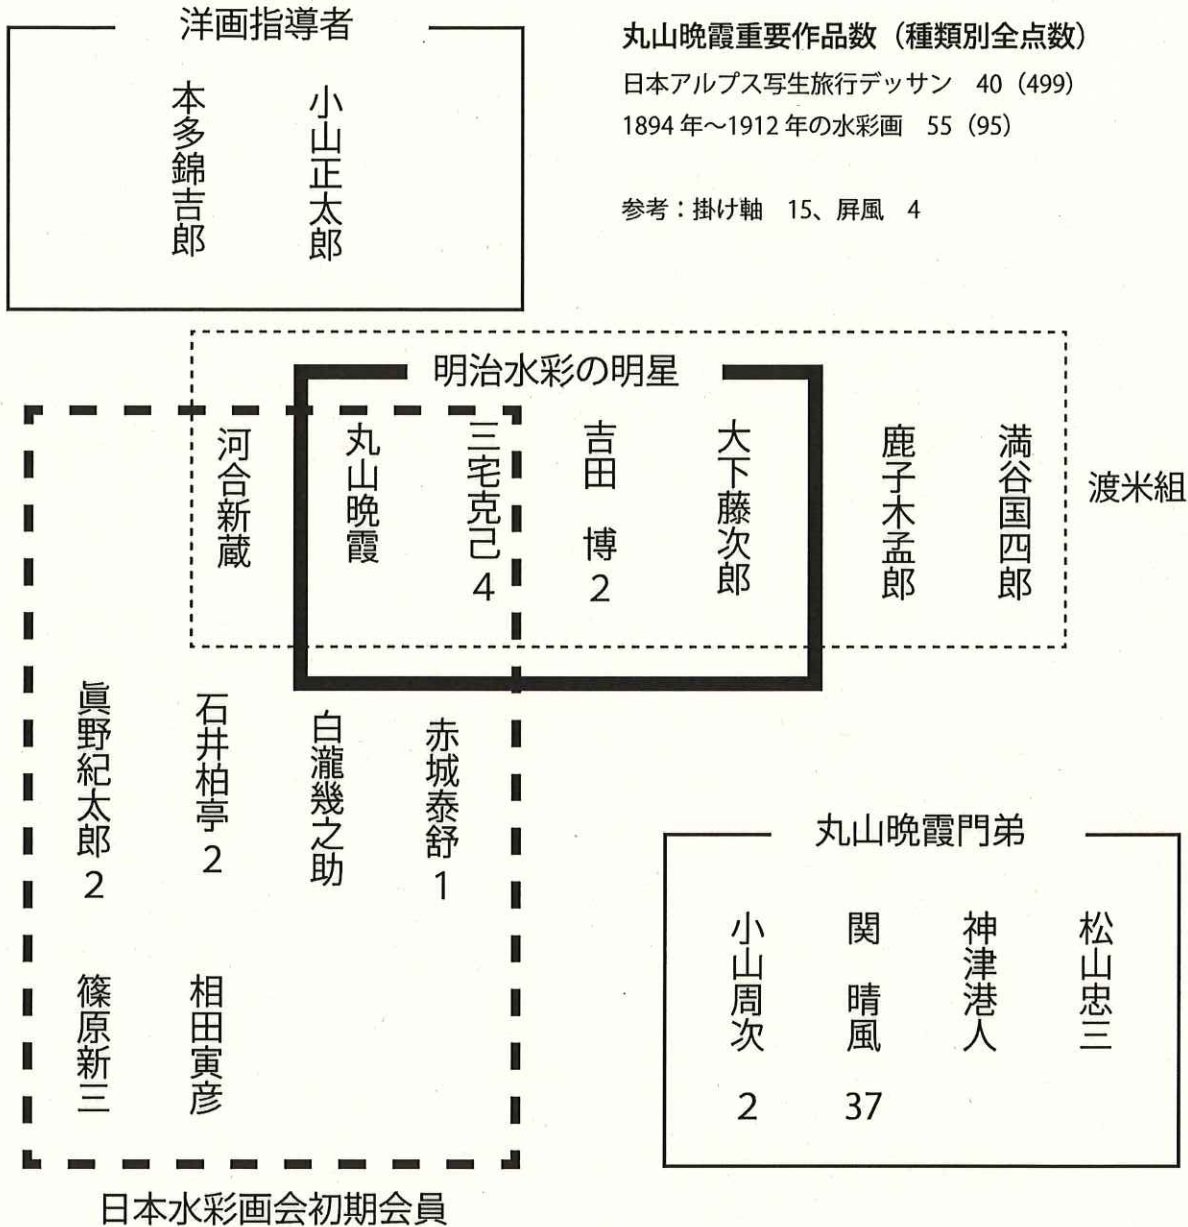 洋画指導者
小山正太郎
本多錦吉郎
丸山晩霞重要作品数（種類別全点数）
日本アルプス写生旅行デッサン　40（499）
1894 年～1912 年の水彩画　55（95）
参考：掛け軸　15、屏風　4
明治水彩の明星
渡米組
満谷国四郎
鹿子木孟郎
大下藤次郎
吉田　博 2
三宅克己 4
丸山晩霞
河合新蔵
赤城泰舒 1
白瀧幾之助
石井柏亭 2
眞野紀太郎 2
相田寅彦
篠原新三
日本水彩画会初期会員
丸山晩霞門弟
松山忠三
神津港人
関　晴風 37
小山周次 2